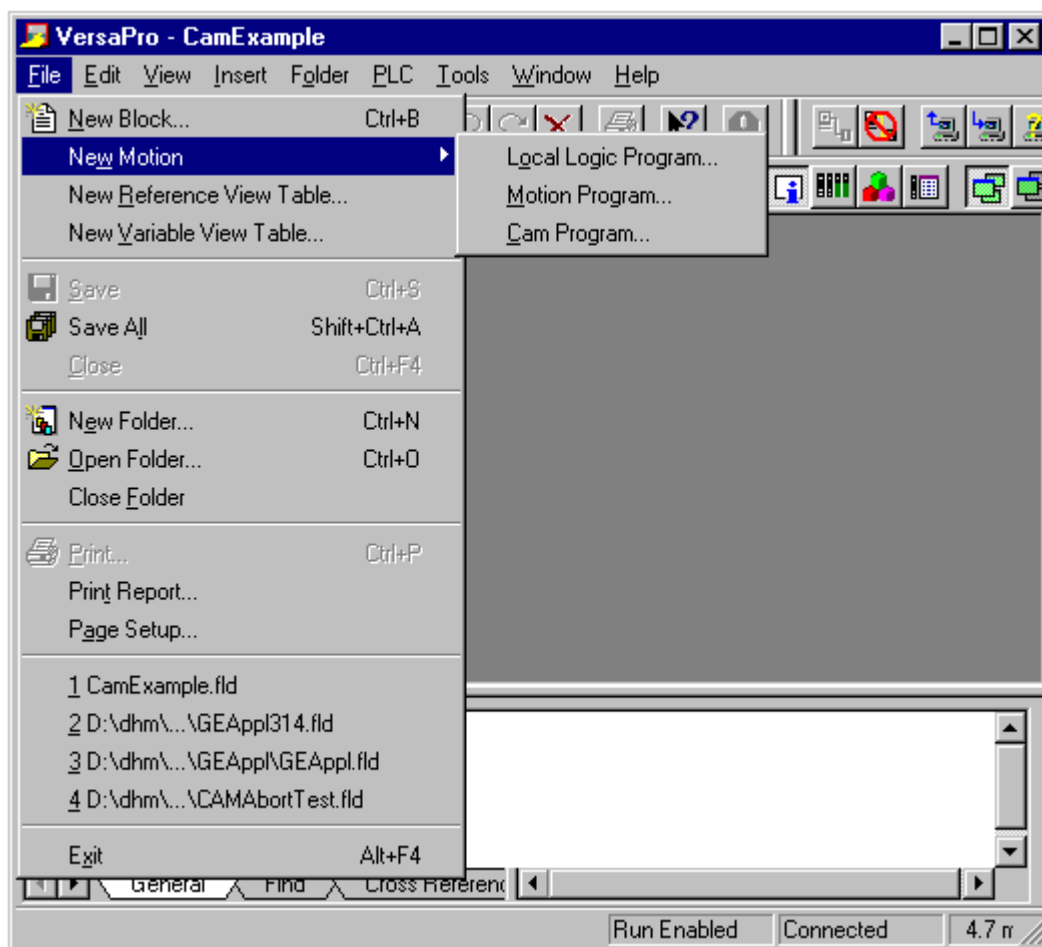 VersaPro - CamExample
File Edit View Insert Folder PLC Tools Window Help
New Block... Ctrl+B
New Motion
Local Logic Program...
New Reference View Table...
Motion Program...
New Variable View Table...
Cam Program...
Save Ctrl+S
Save All Shift+Ctrl+A
Close Ctrl+F4
New Folder... Ctrl+N
Open Folder... Ctrl+O
Close Folder
Print... Ctrl+P
Print Report...
Page Setup...
1 CamExample.fld
2 D:\dhm\...\GEAppl314.fld
3 D:\dhm\...\GEAppl\GEAppl.fld
4 D:\dhm\...\CAMAbortTest.fld
Exit Alt+F4
General Find Cross Referenc
Run Enabled Connected 4.7